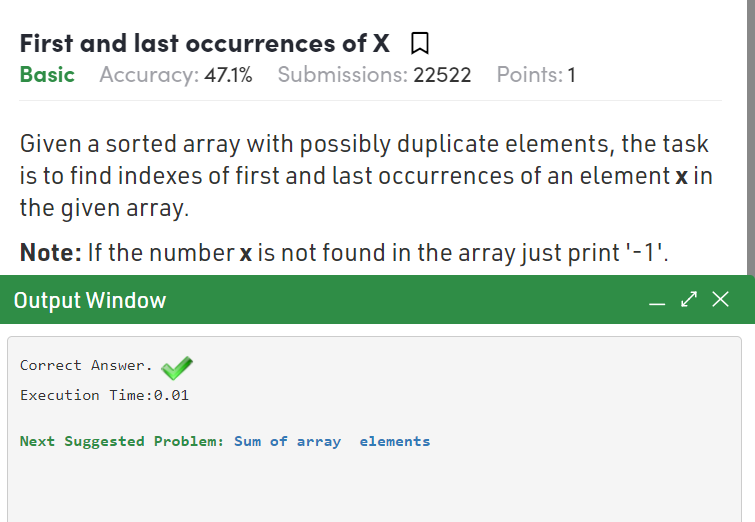 First and last occurrences of X
Basic Accuracy: 47.1% Submissions: 22522 Points: 1
Given a sorted array with possibly duplicate elements, the task
is to find indexes of first and last occurrences of an element x in
the given array.
Note: If the number x is not found in the array just print '-1'.
Output Window
Correct Answer.
Execution Time:0.01
Next Suggested Problem: Sum of array  elements